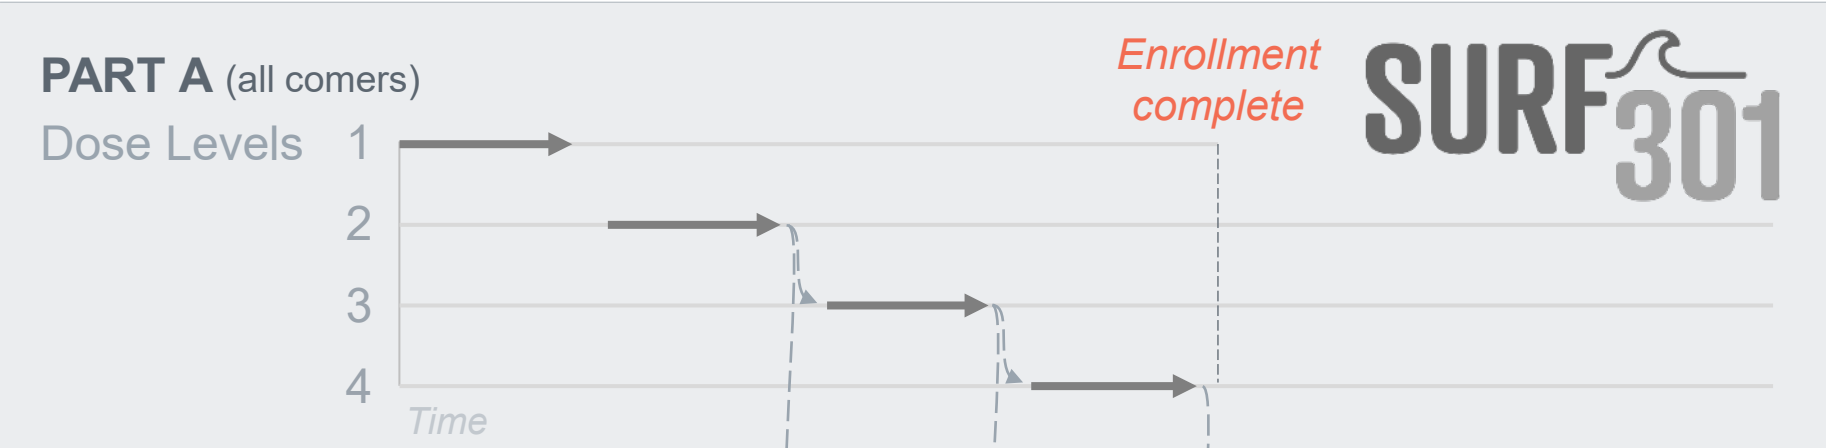 PART A (all comers)
Enrollment
complete
SURF
301
Dose Levels 1
2
3
4
Time